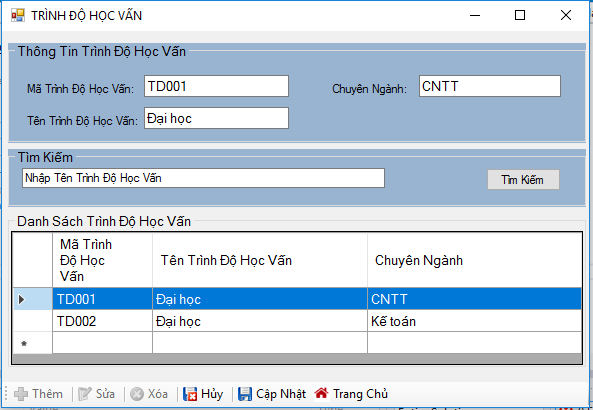 TRÌNH ĐỘ HỌC VẤN
Thông Tin Trình Độ Học Vấn
Mã Trình Độ Học Vấn: TD001 Chuyên Ngành: CNTT
Tên Trình Độ Học Vấn: Đại học
Tìm Kiếm
Nhập Tên Trình Độ Học Vấn Tìm Kiếm
Danh Sách Trình Độ Học Vấn
Mã Trình
Độ Học
Vấn
Tên Trình Độ Học Vấn Chuyên Ngành
TD001 Đại học CNTT
TD002 Đại học Kế toán
Thêm Sửa Xóa Hủy Cập Nhật Trang Chủ